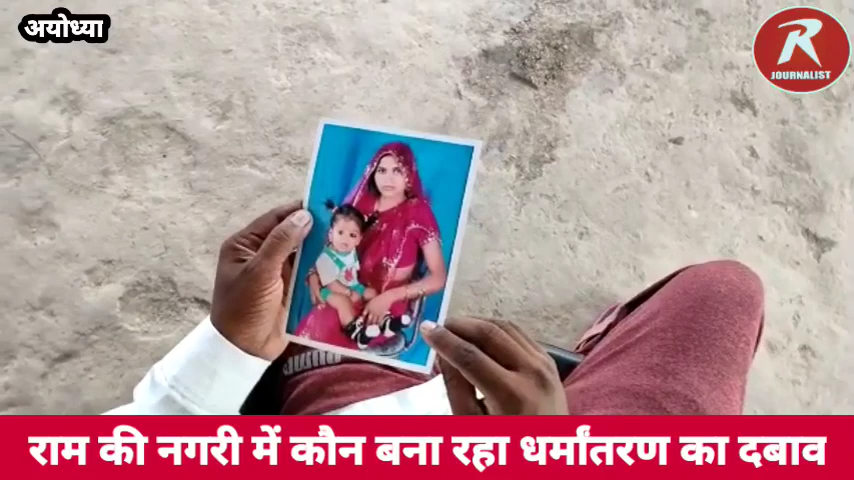 अयोध्या
R
JOURNALIST
राम की नगरी में कौन बना रहा धर्मांतरण का दबाव